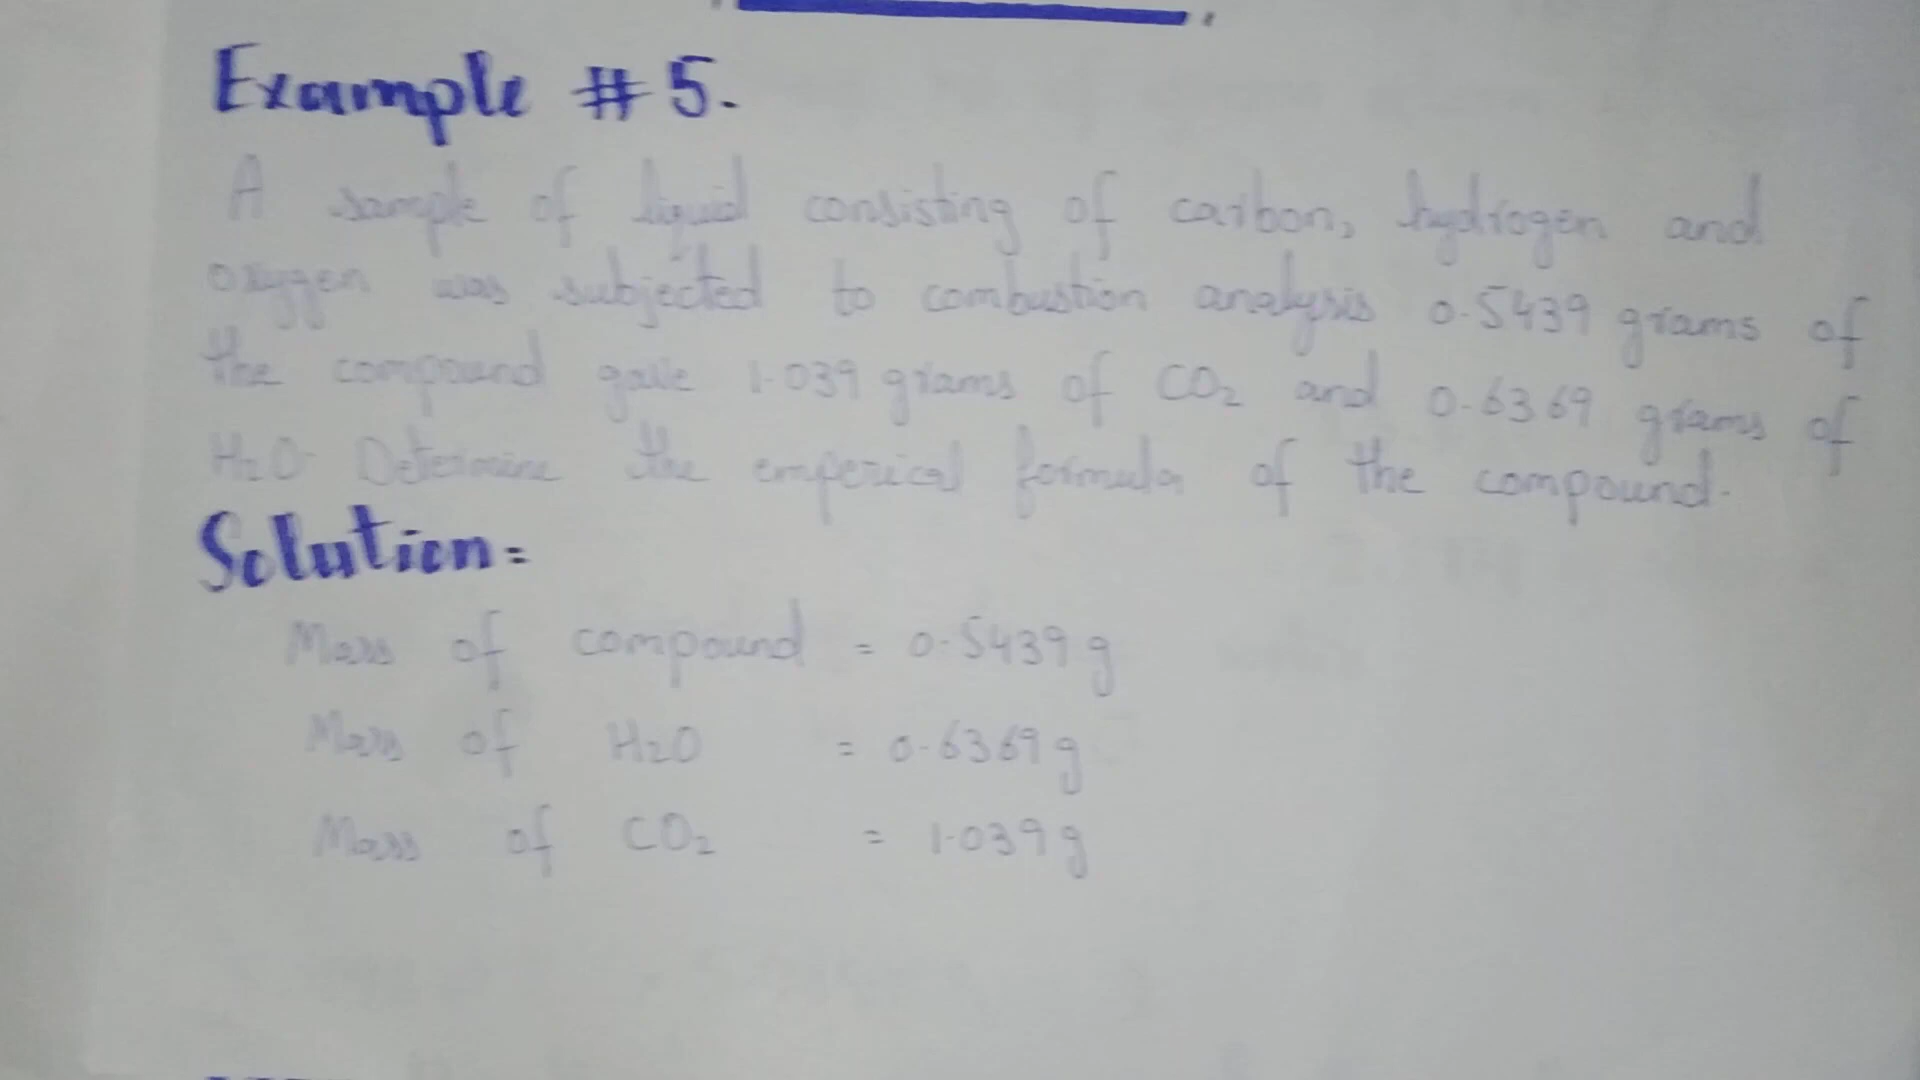 Example # 5.
A sample of liquid consisting of carbon, hydrogen and
oxygen was subjected to combustion analysis 0.5439 grams of
the compound gave 1.039 grams of CO₂ and 0.6369 grams of
H₂O Determine the emperical formula of the compound.
Solution=
Mass of compound = 0.5439 g
Mass of H₂O = 0.6369 g
Mass of CO₂ = 1.039 g